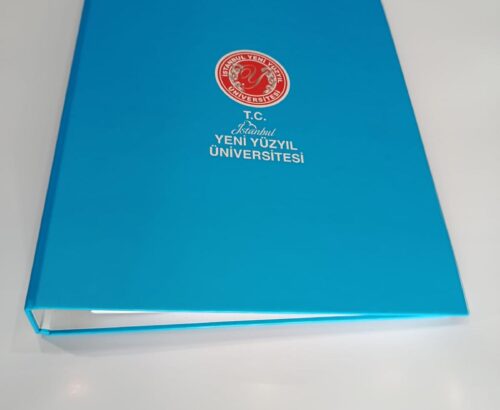 İSTANBUL YENİ YÜZYIL
ÜNİVERSİTESİ
Y
T.C.
İstanbul
YENİ YÜZYIL
ÜNİVERSİTESİ